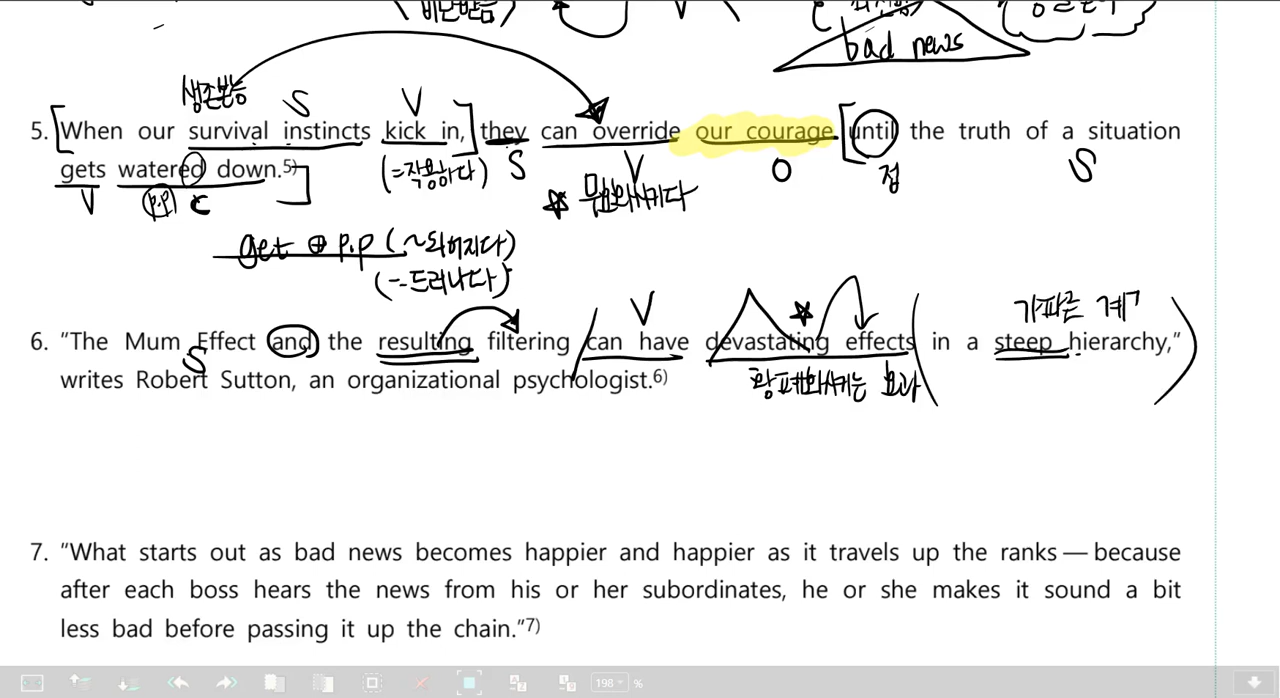 비난받음)
bad news
생존본능 S V
5. When our survival instincts kick in, they can override our courage until the truth of a situation
(=작용하다) S V O 점 S
gets watered down.5)
V p.p C ★ 무효화시키다
get ⊕ p.p (~되어지다)
(=드러나다)
V ★ 가파른 계
6. “The Mum Effect and the resulting filtering can have devastating effects in a steep hierarchy,”
S
writes Robert Sutton, an organizational psychologist.6)
황폐화시키는 효과
7. “What starts out as bad news becomes happier and happier as it travels up the ranks — because
after each boss hears the news from his or her subordinates, he or she makes it sound a bit
less bad before passing it up the chain.”7)
198 %